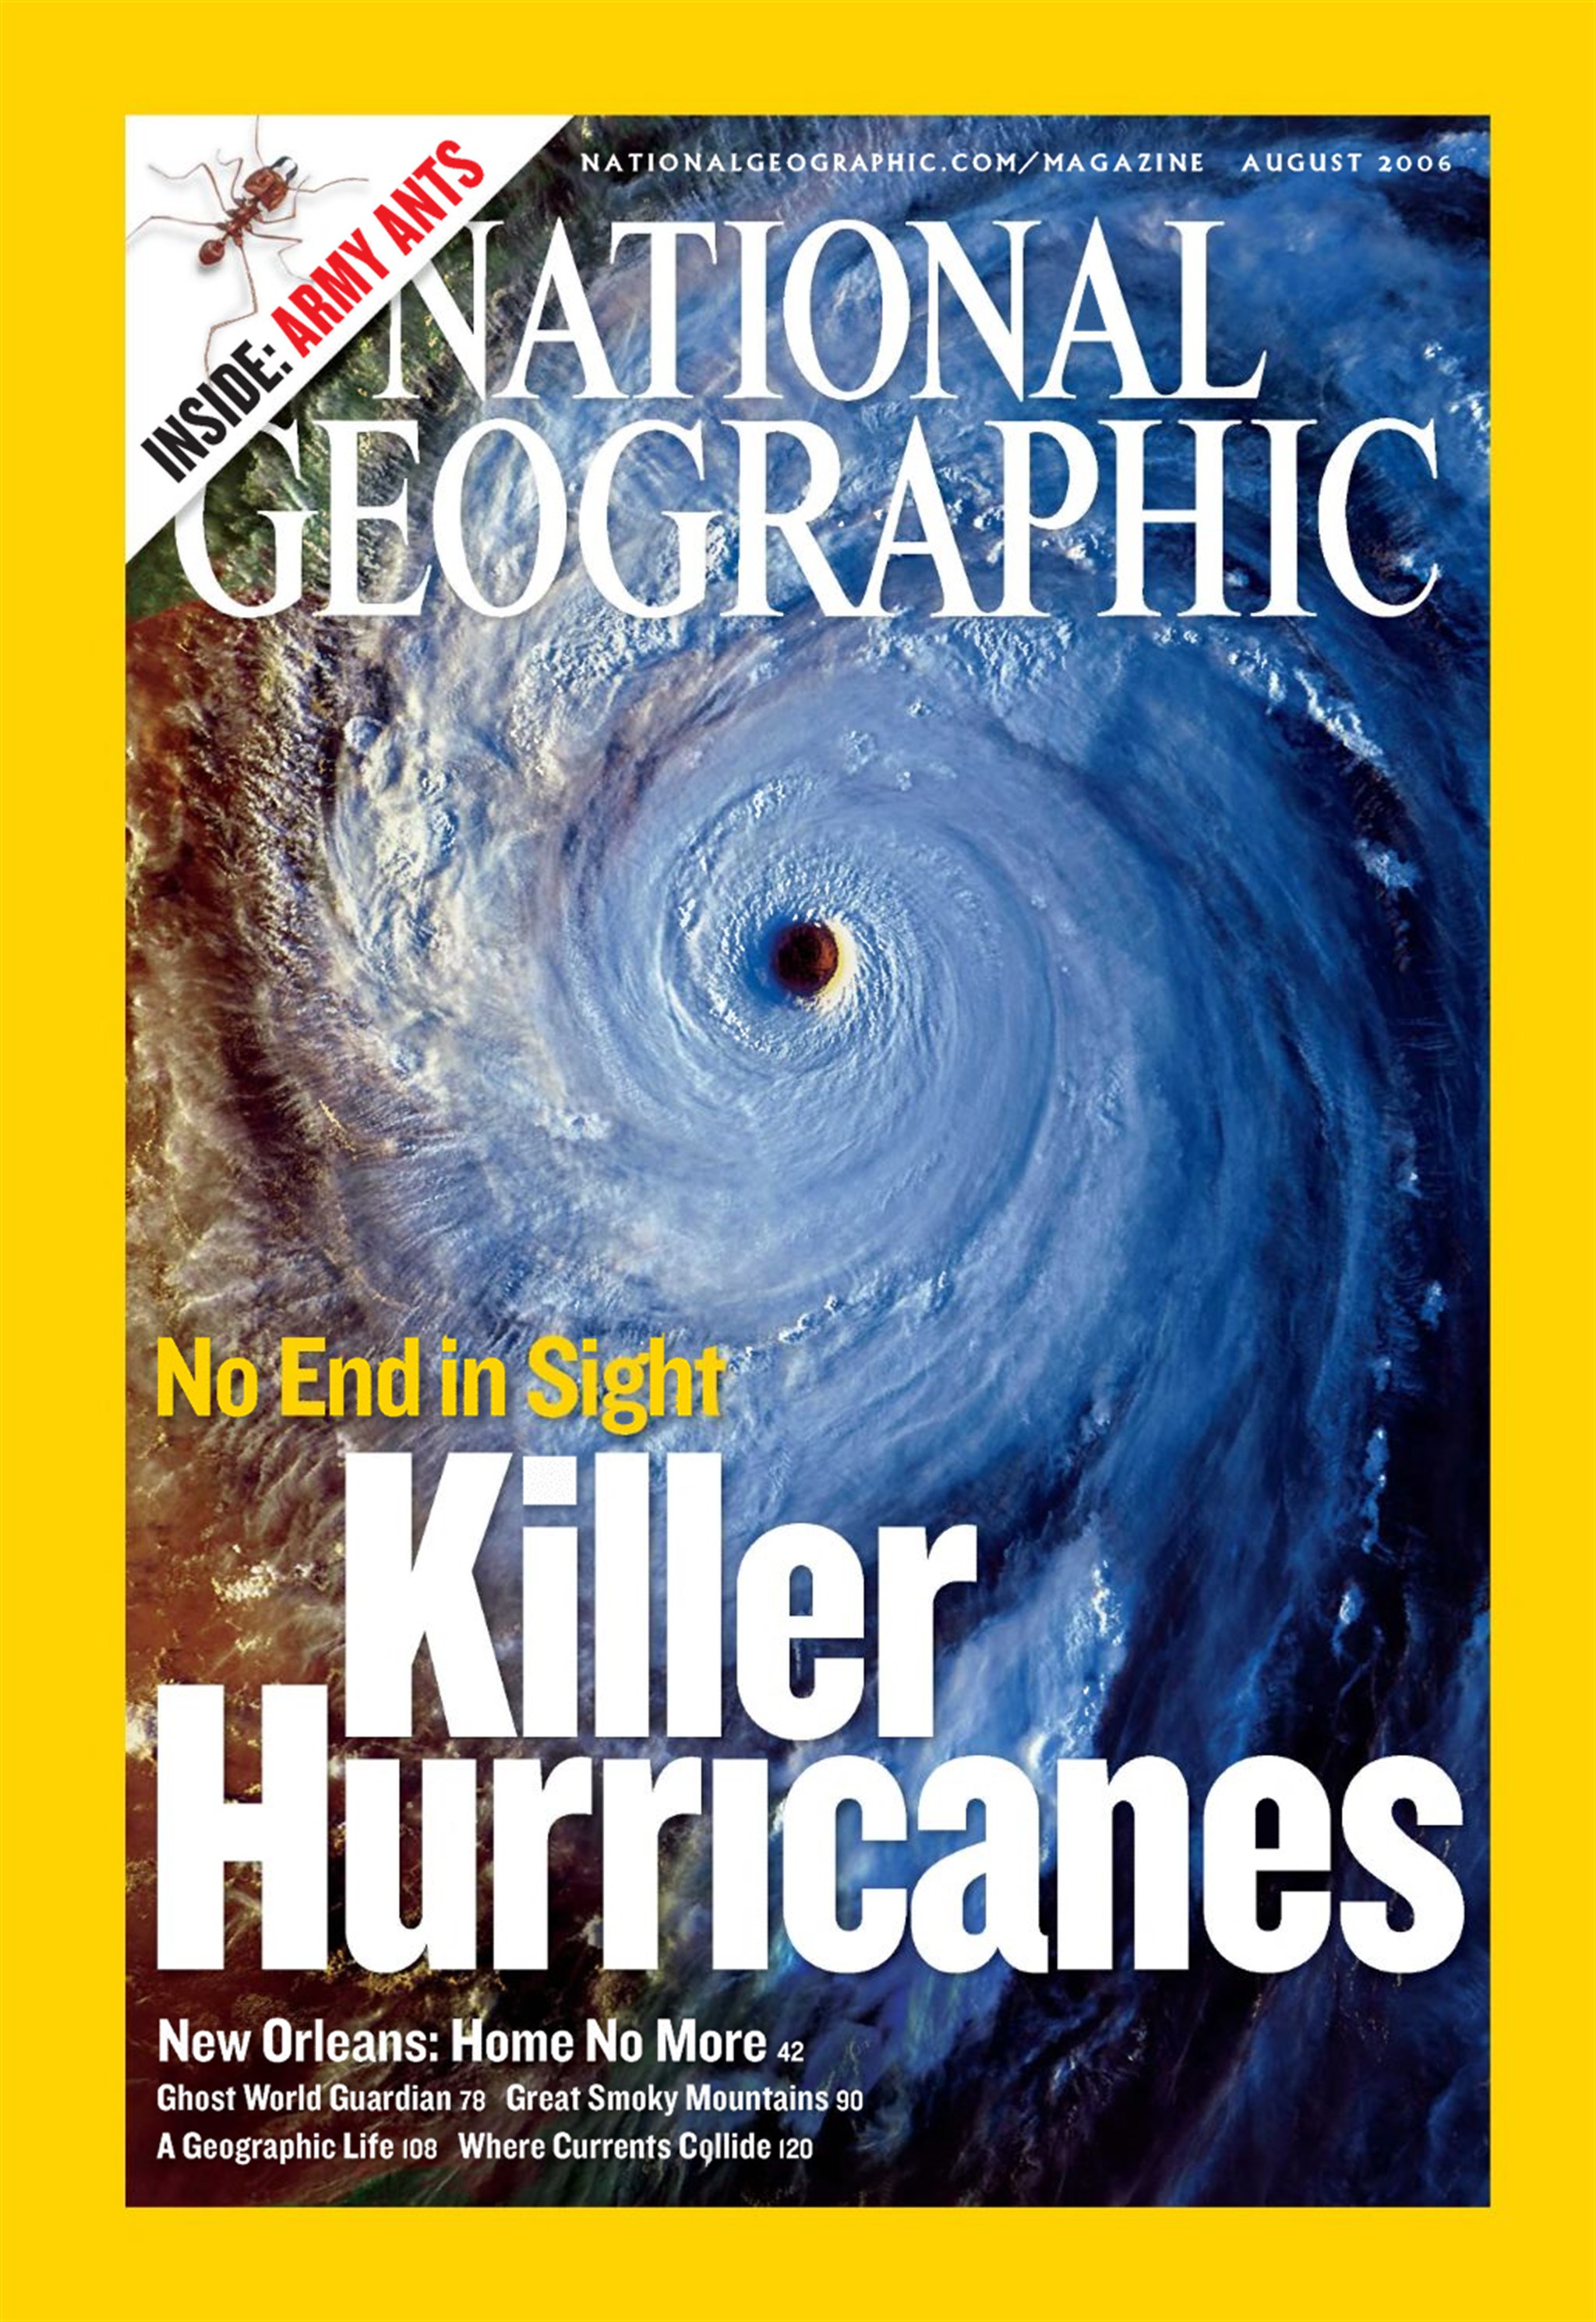 NATIONALGEOGRAPHIC.COM/MAGAZINE AUGUST 2006
INSIDE: ARMY ANTS
NATIONAL
GEOGRAPHIC
No End in Sight
Killer
Hurricanes
New Orleans: Home No More 42
Ghost World Guardian 78 Great Smoky Mountains 90
A Geographic Life 108 Where Currents Collide 120